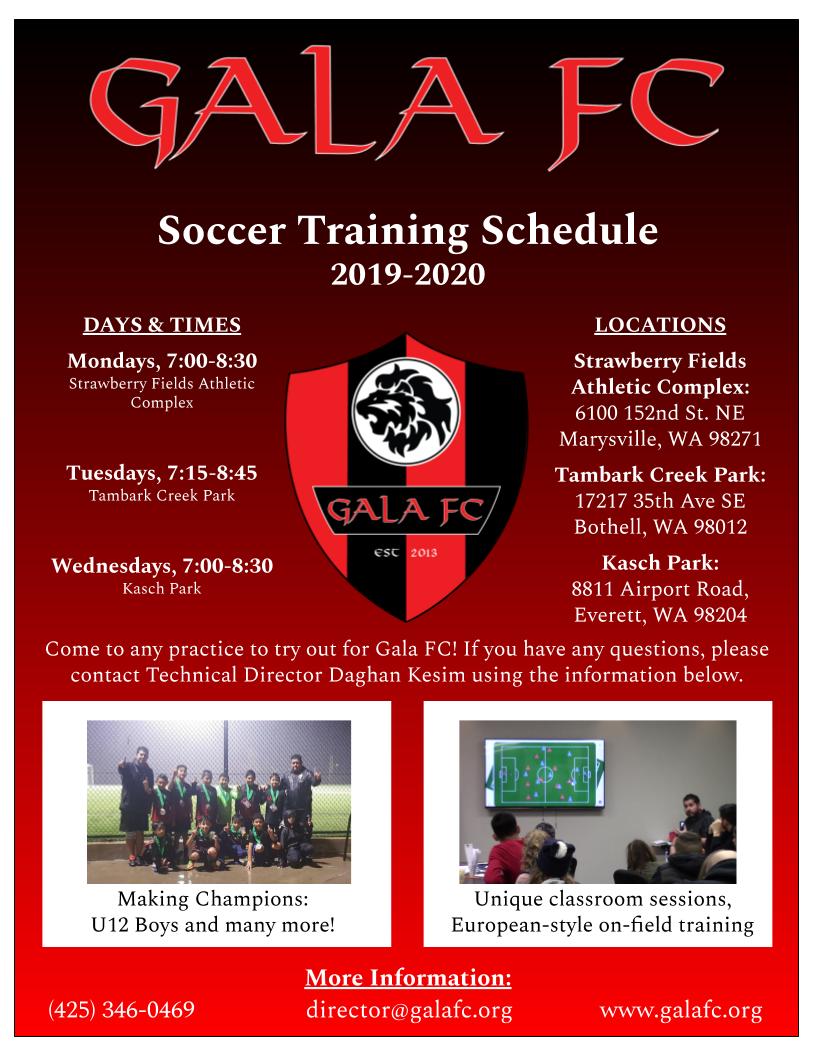 GALA FC
Soccer Training Schedule
2019-2020
DAYS & TIMES
Mondays, 7:00-8:30
Strawberry Fields Athletic
Complex
Tuesdays, 7:15-8:45
Tambark Creek Park
Wednesdays, 7:00-8:30
Kasch Park
GALA FC
EST 2013
LOCATIONS
Strawberry Fields
Athletic Complex:
6100 152nd St. NE
Marysville, WA 98271
Tambark Creek Park:
17217 35th Ave SE
Bothell, WA 98012
Kasch Park:
8811 Airport Road,
Everett, WA 98204
Come to any practice to try out for Gala FC! If you have any questions, please
contact Technical Director Daghan Kesim using the information below.
Making Champions:
U12 Boys and many more!
Unique classroom sessions,
European-style on-field training
More Information:
(425) 346-0469
director@galafc.org
www.galafc.org